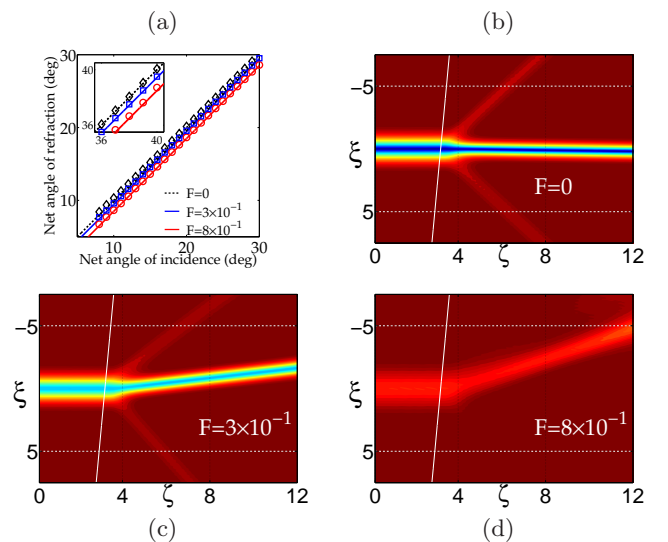 (a)
(b)
30
20
10
10
20
30
40
36
36
40
Net angle of refraction (deg)
Net angle of incidence (deg)
F=0
F=3×10⁻¹
F=8×10⁻¹
-5
ξ
5
0
4
ζ
8
12
F=0
-5
ξ
5
0
4
ζ
8
12
F=3×10⁻¹
-5
ξ
5
0
4
ζ
8
12
F=8×10⁻¹
(c)
(d)